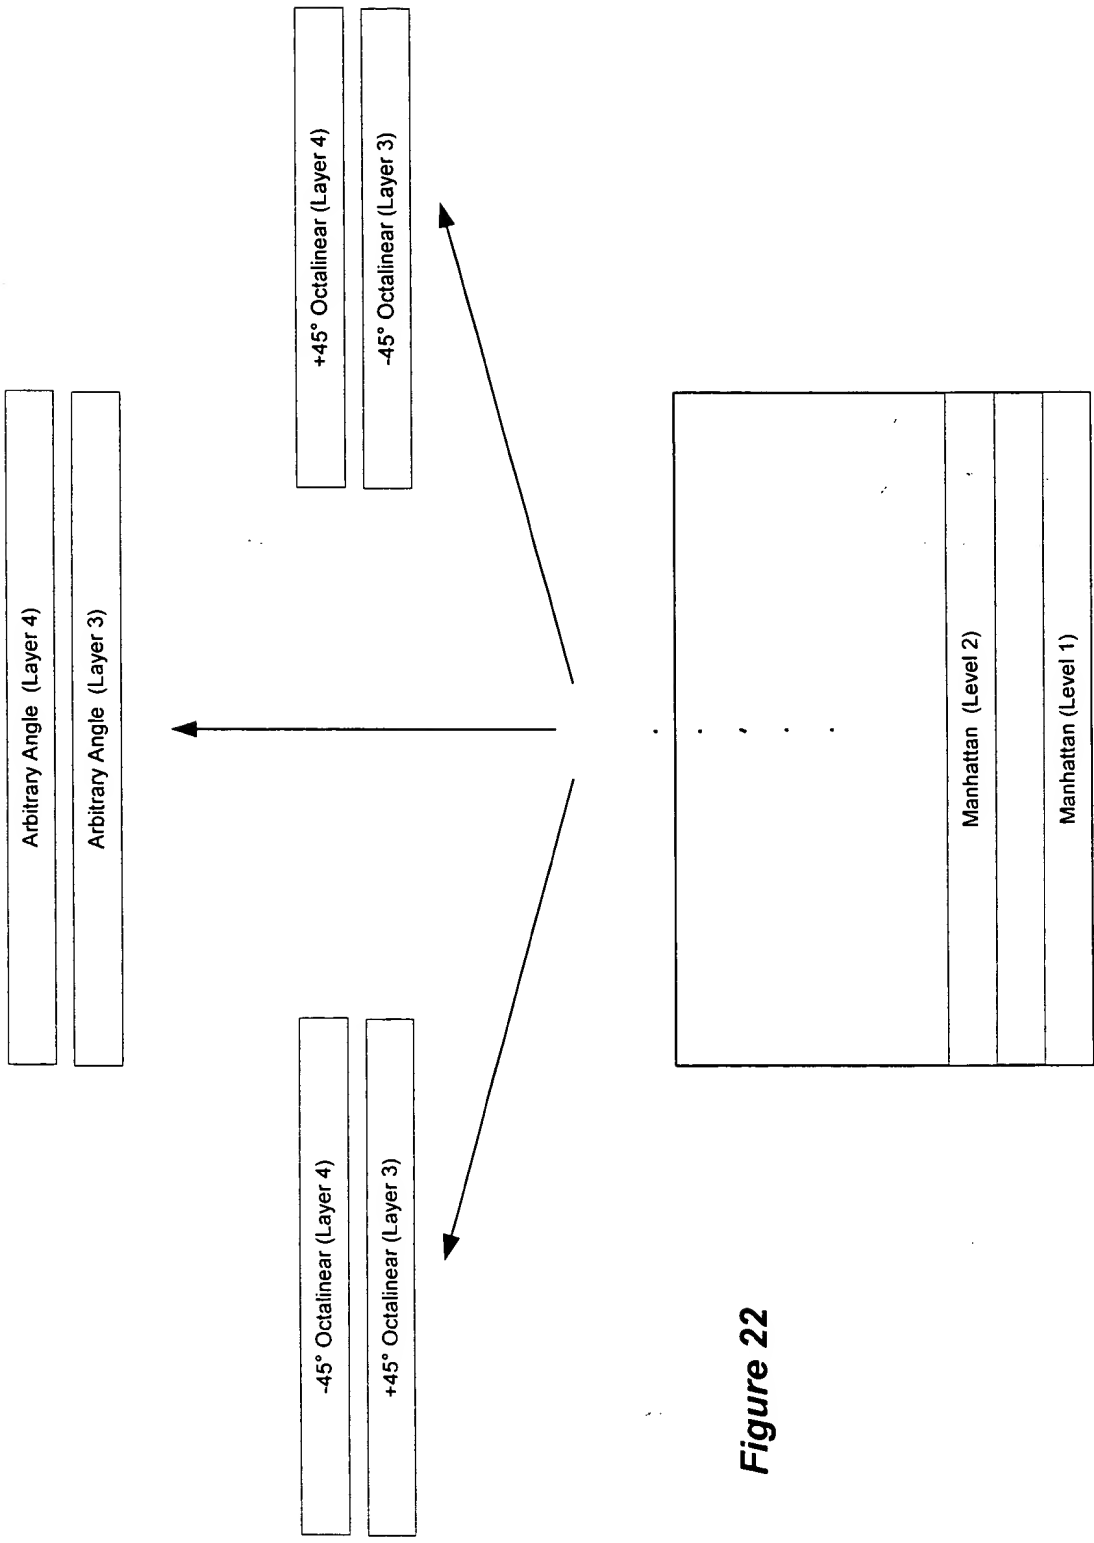 Arbitrary Angle (Layer 4)
Arbitrary Angle (Layer 3)
-45° Octalinear (Layer 4)
+45° Octalinear (Layer 3)
+45° Octalinear (Layer 4)
-45° Octalinear (Layer 3)
Manhattan (Level 2)
Manhattan (Level 1)
Figure 22